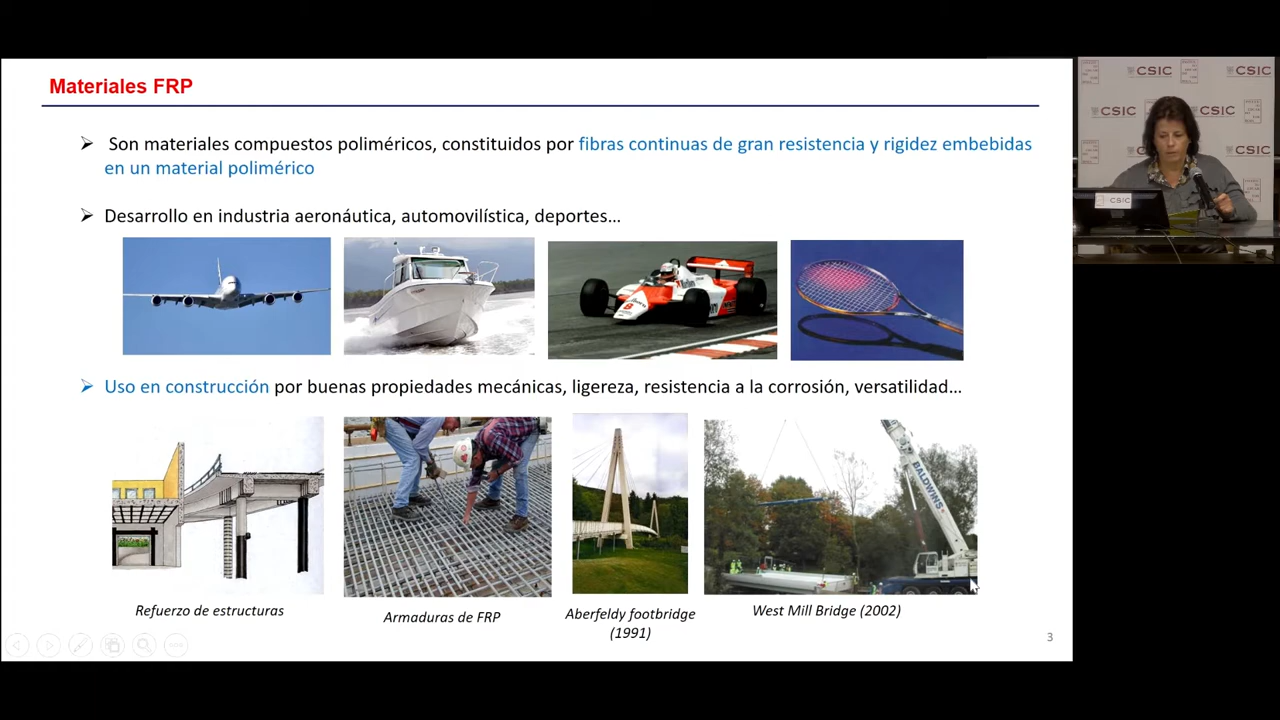 Materiales FRP
Son materiales compuestos poliméricos, constituidos por fibras continuas de gran resistencia y rigidez embebidas
en un material polimérico
Desarrollo en industria aeronáutica, automovilística, deportes...
Uso en construcción por buenas propiedades mecánicas, ligereza, resistencia a la corrosión, versatilidad...
BALDWINS
Refuerzo de estructuras
Armaduras de FRP
Aberfeldy footbridge
(1991)
West Mill Bridge (2002)
3
CSIC
CSIC
CSIC
CSIC
CSIC
CSIC